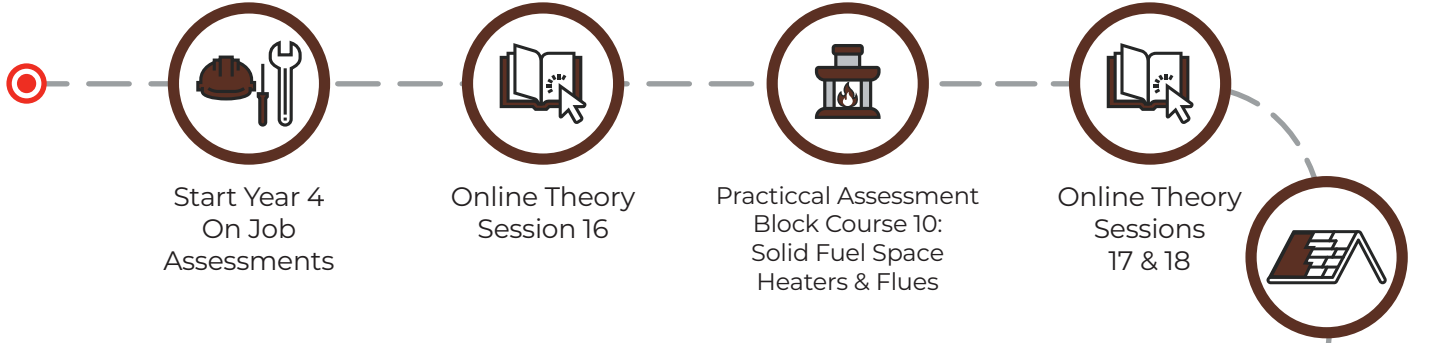 Start Year 4
On Job
Assessments
Online Theory
Session 16
Practiccal Assessment
Block Course 10:
Solid Fuel Space
Heaters & Flues
Online Theory
Sessions
17 & 18